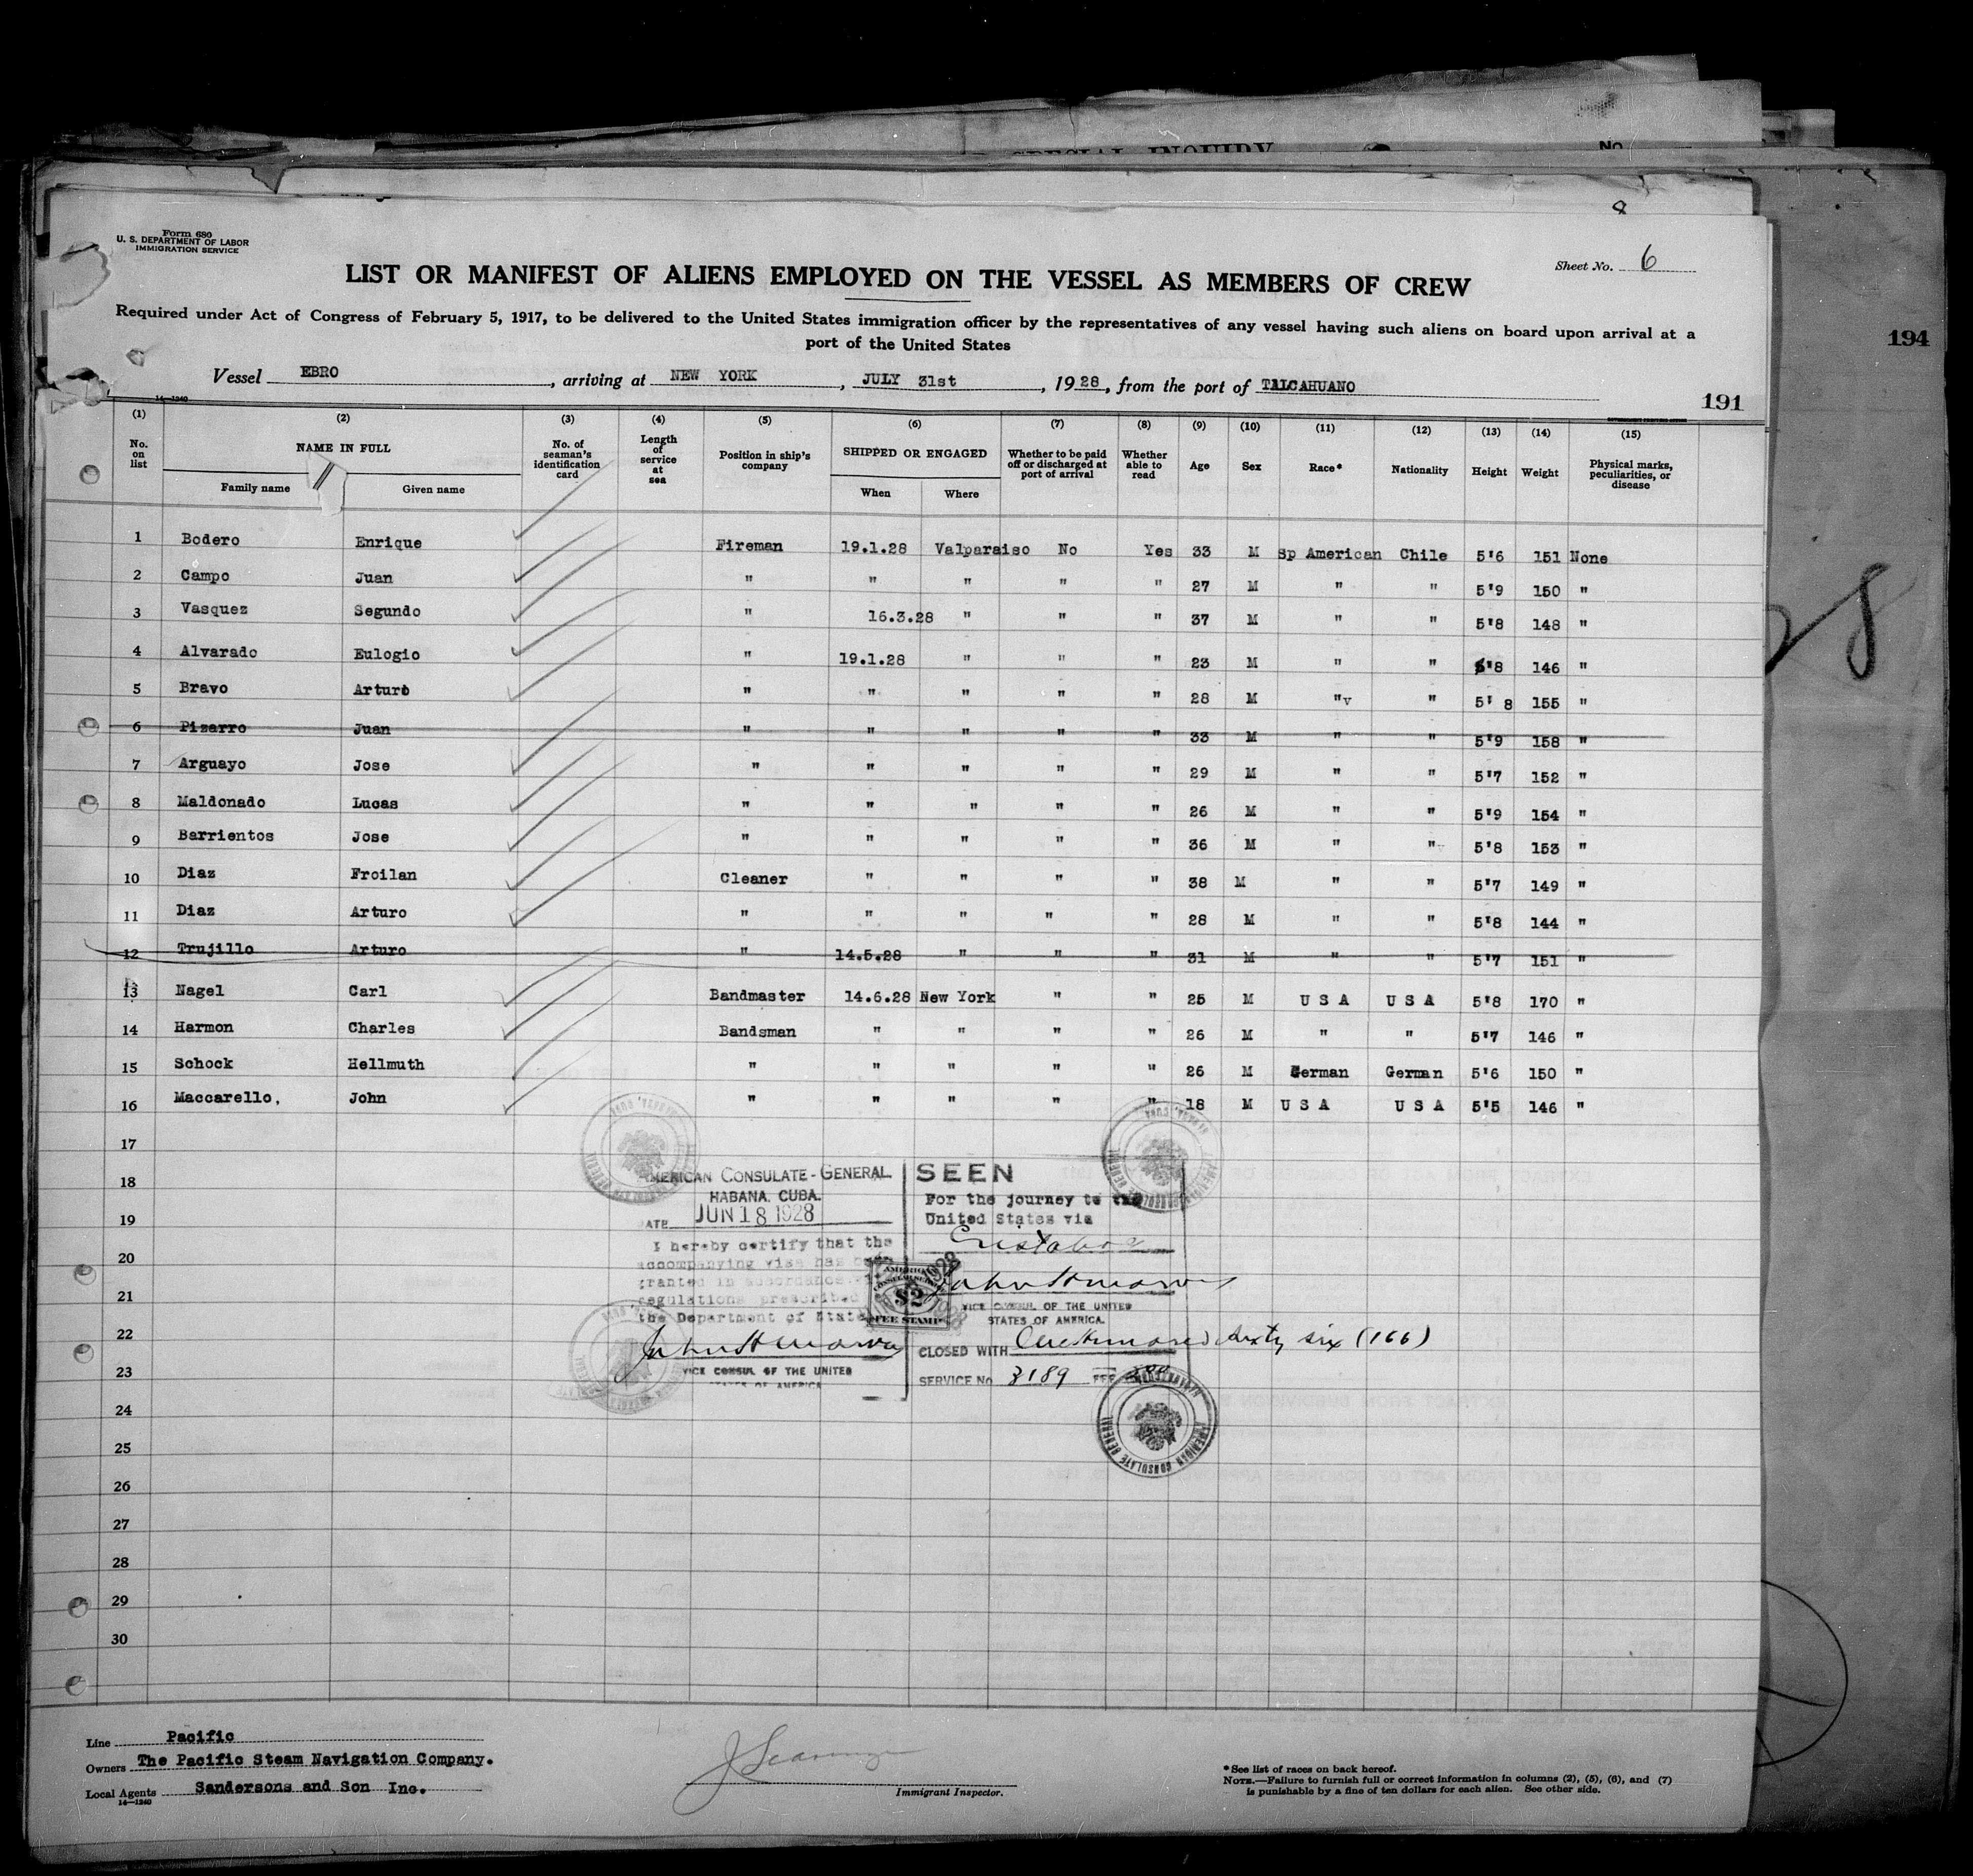 SPECIAL INQUIRY
No
194
8
Form 680
U. S. DEPARTMENT OF LABOR
IMMIGRATION SERVICE
Sheet No. 6
LIST OR MANIFEST OF ALIENS EMPLOYED ON THE VESSEL AS MEMBERS OF CREW
Required under Act of Congress of February 5, 1917, to be delivered to the United States immigration officer by the representatives of any vessel having such aliens on board upon arrival at a
port of the United States
Vessel EBRO, arriving at NEW YORK, JULY 31st, 1928, from the port of TALCAHUANO
14—1240
191
(1) (2) (3) (4) (5) (6) (7) (8) (9) (10) (11) (12) (13) (14) (15)
No. on list
NAME IN FULL
Family name Given name
No. of seaman's identification card
Length of service at sea
Position in ship's company
SHIPPED OR ENGAGED
When Where
Whether to be paid off or discharged at port of arrival
Whether able to read
Age Sex Race* Nationality Height Weight
Physical marks, peculiarities, or disease
1 Bodero Enrique Fireman 19.1.28 Valparaiso No Yes 33 M Sp American Chile 5'6 151 None
2 Campo Juan " " " " " 27 M " " 5'9 150 "
3 Vasquez Segundo " 16.3.28 " " " 37 M " " 5'8 148 "
4 Alvarado Eulogio " 19.1.28 " " " 23 M " " 5'8 146 "
5 Bravo Arturo " " " " " 28 M " " 5' 8 155 "
6 Pizarro Juan " " " " " 33 M " " 5'9 158 "
7 Arguayo Jose " " " " " 29 M " " 5'7 152 "
8 Maldonado Lucas " " " " " 26 M " " 5'9 154 "
9 Barrientos Jose " " " " " 36 M " " 5'8 153 "
10 Diaz Froilan Cleaner " " " " 38 M " " 5'7 149 "
11 Diaz Arturo " " " " " 28 M " " 5'8 144 "
12 Trujillo Arturo " 14.5.28 " " " 31 M " " 5'7 151 "
13 Nagel Carl Bandmaster 14.6.28 New York " " 25 M U S A U S A 5'8 170 "
14 Harmon Charles Bandsman " " " " 26 M " " 5'7 146 "
15 Schock Hellmuth " " " " " 26 M German German 5'6 150 "
16 Maccarello, John " " " " " 18 M U S A U S A 5'5 146 "
17
18
19
20
21
22
23
24
25
26
27
28
29
30
AMERICAN CONSULATE-GENERAL
HABANA, CUBA.
DATE JUN 18 1928
I hereby certify that the
accompanying visa has been
granted in accordance
regulations prescribed
the Department of State
VICE CONSUL OF THE UNITED
STATES OF AMERICA
SEEN
For the journey to the
United States via
Cristobal
VICE CONSUL OF THE UNITED
STATES OF AMERICA.
CLOSED WITH One hundred sixty six (166)
SERVICE No 3189 FEE
AMERICAN
CONSULAR SERVICE
$2
FEE STAMP
AMERICAN CONSULATE GENERAL
28
Line Pacific
Owners The Pacific Steam Navigation Company.
Local Agents Sandersons and Son Inc.
14—1240
Immigrant Inspector.
*See list of races on back hereof.
NOTE.—Failure to furnish full or correct information in columns (2), (5), (6), and (7)
is punishable by a fine of ten dollars for each alien. See other side.